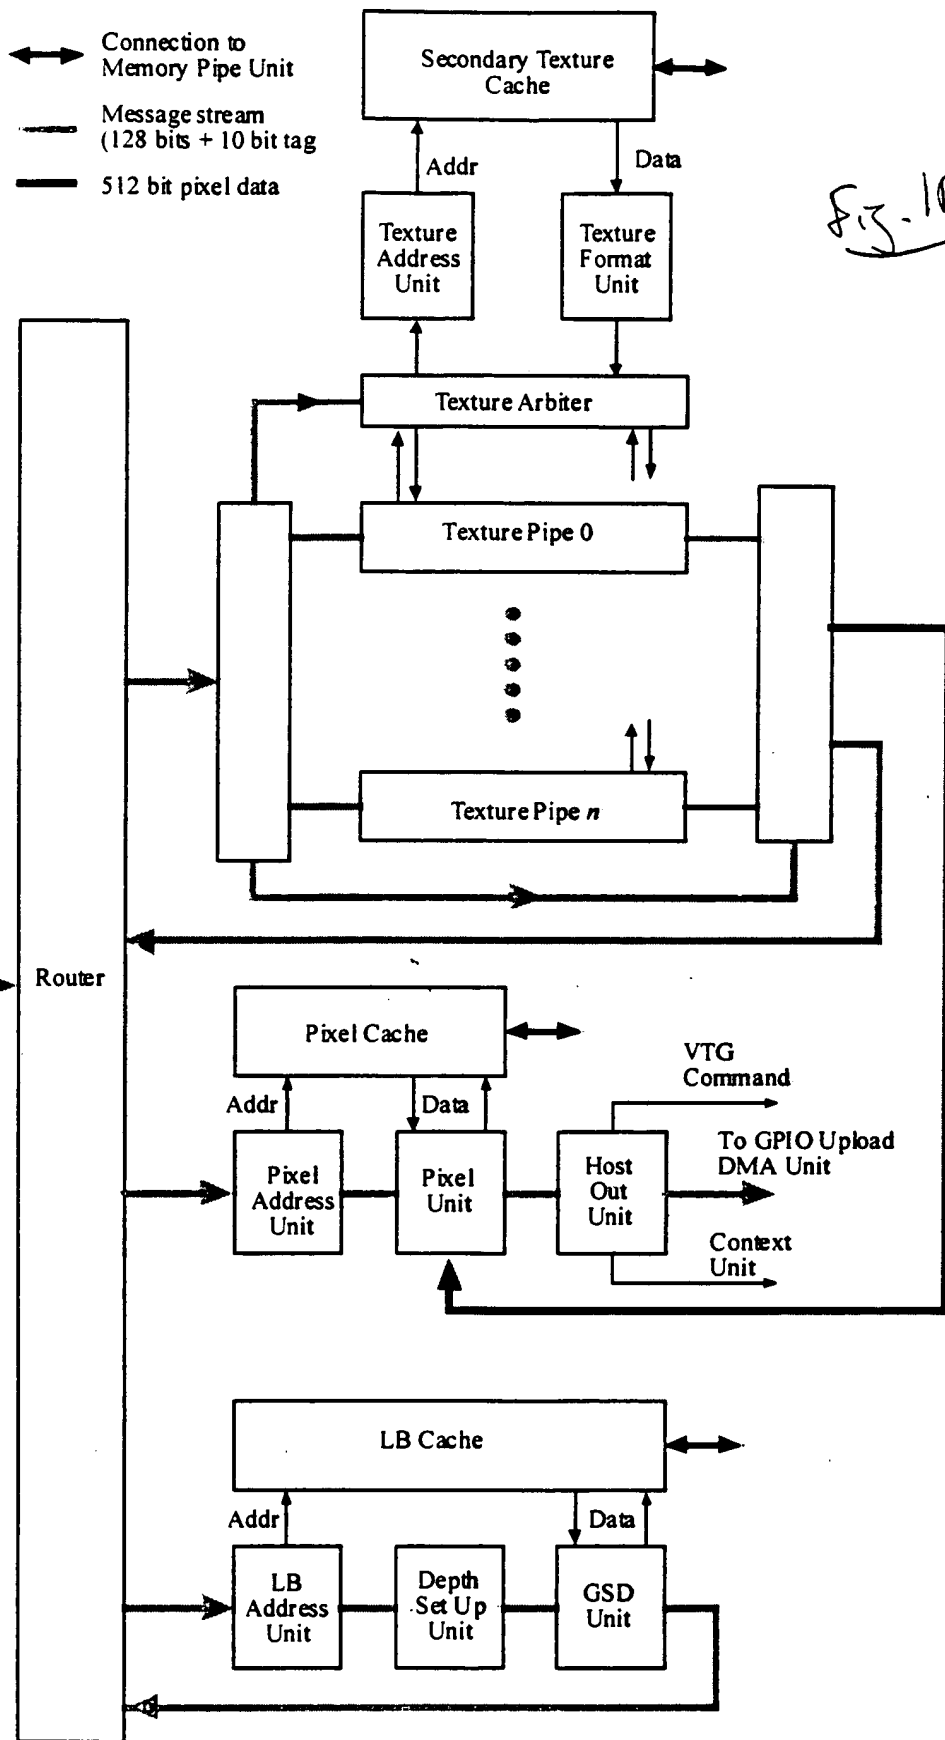 Connection to
Memory Pipe Unit
Message stream
(128 bits + 10 bit tag
512 bit pixel data
Secondary Texture
Cache
Addr
Data
Texture
Address
Unit
Texture
Format
Unit
Fig. 10
Texture Arbiter
Texture Pipe 0
Texture Pipe n
Router
Pixel Cache
Addr
Data
VTG
Command
Pixel
Address
Unit
Pixel
Unit
Host
Out
Unit
To GPIO Upload
DMA Unit
Context
Unit
LB Cache
Addr
Data
LB
Address
Unit
Depth
Set Up
Unit
GSD
Unit